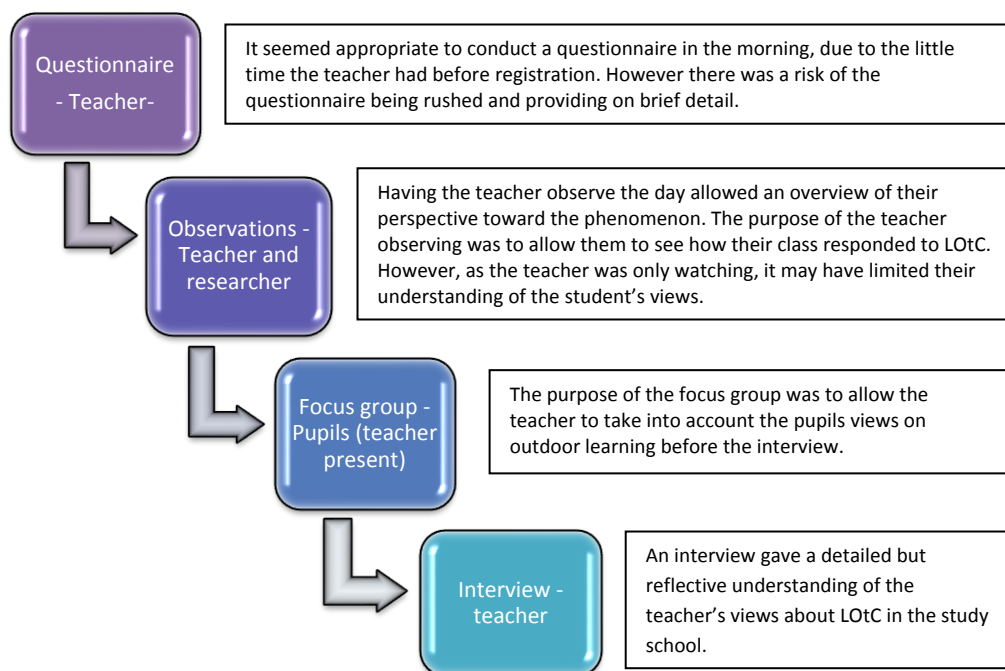 Questionnaire
- Teacher-
It seemed appropriate to conduct a questionnaire in the morning, due to the little
time the teacher had before registration. However there was a risk of the
questionnaire being rushed and providing on brief detail.
Observations -
Teacher and
researcher
Having the teacher observe the day allowed an overview of their
perspective toward the phenomenon. The purpose of the teacher
observing was to allow them to see how their class responded to LOtC.
However, as the teacher was only watching, it may have limited their
understanding of the student’s views.
Focus group -
Pupils (teacher
present)
The purpose of the focus group was to allow the
teacher to take into account the pupils views on
outdoor learning before the interview.
Interview -
teacher
An interview gave a detailed but
reflective understanding of the
teacher’s views about LOtC in the study
school.